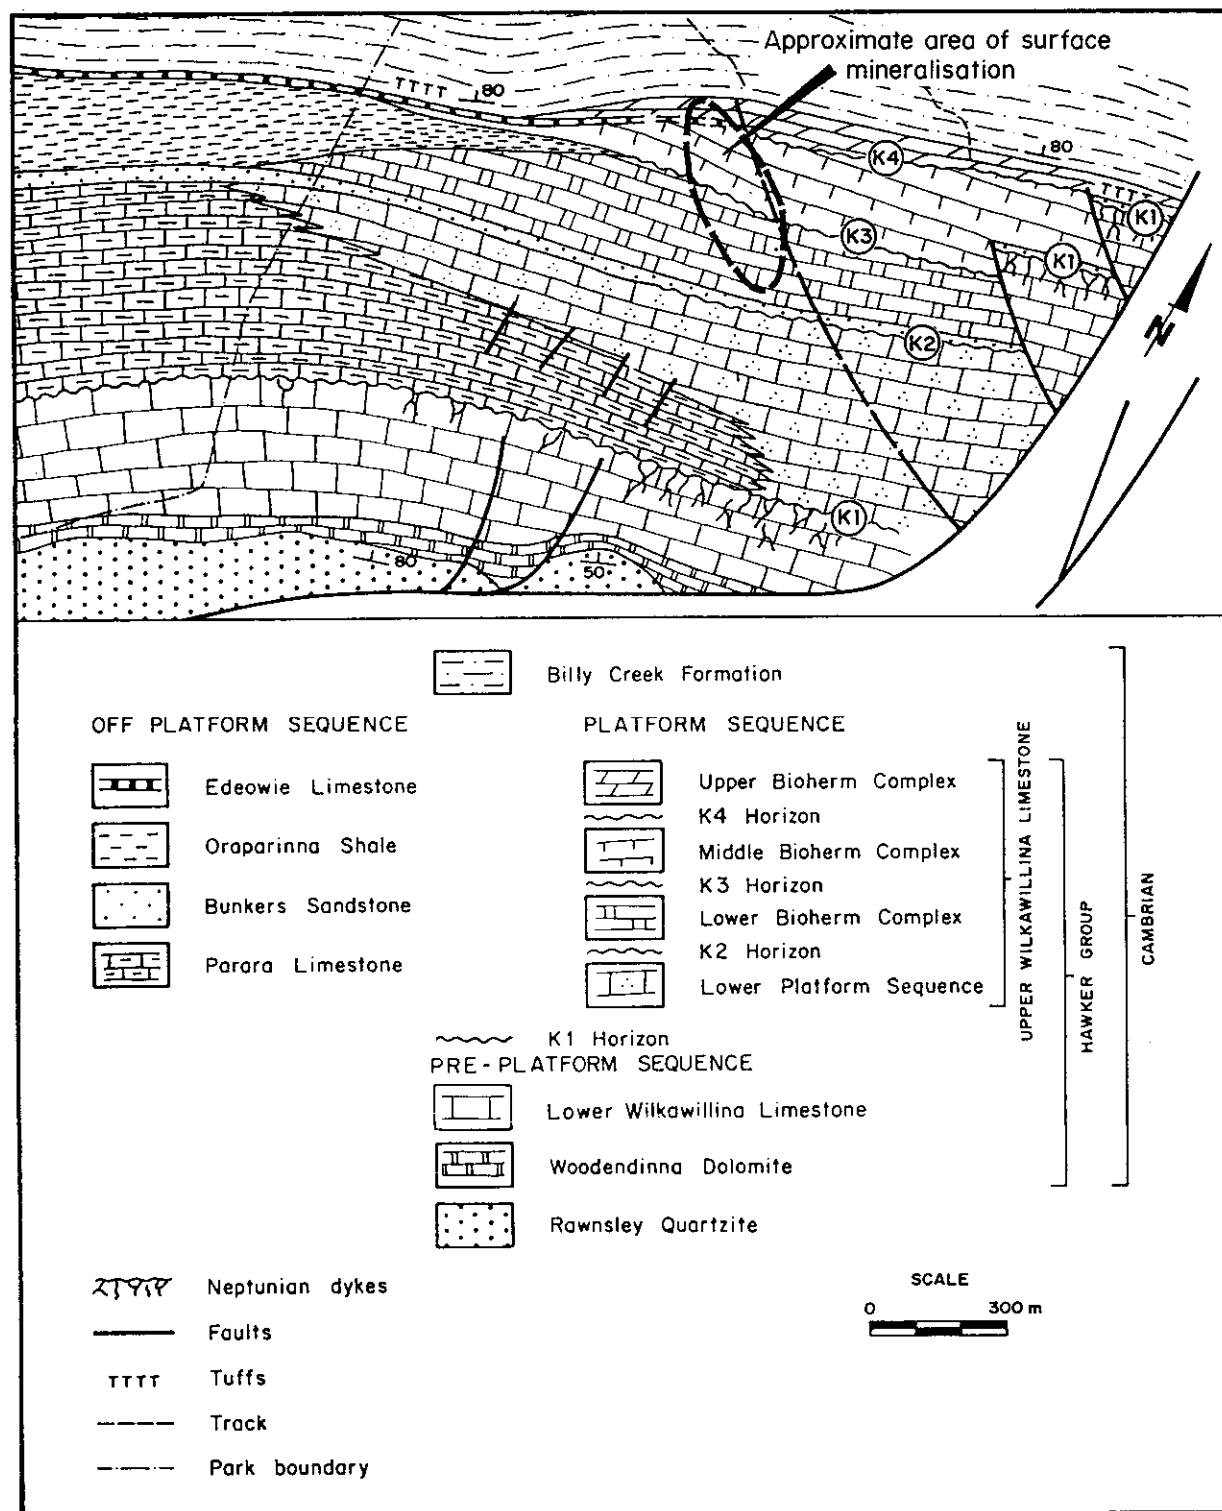 Approximate area of surface
mineralisation
TTTT
80
80
K4
TTTT
K1
K3
K1
N
K2
K1
80
50
Billy Creek Formation
OFF PLATFORM SEQUENCE
Edeowie Limestone
Oraparinna Shale
Bunkers Sandstone
Parara Limestone
PLATFORM SEQUENCE
Upper Bioherm Complex
K4 Horizon
Middle Bioherm Complex
K3 Horizon
Lower Bioherm Complex
K2 Horizon
Lower Platform Sequence
UPPER WILKAWILLINA LIMESTONE
HAWKER GROUP
CAMBRIAN
K1 Horizon
PRE-PLATFORM SEQUENCE
Lower Wilkawillina Limestone
Woodendinna Dolomite
Rawnsley Quartzite
Neptunian dykes
Faults
TTTT Tuffs
Track
Park boundary
SCALE
0 300 m